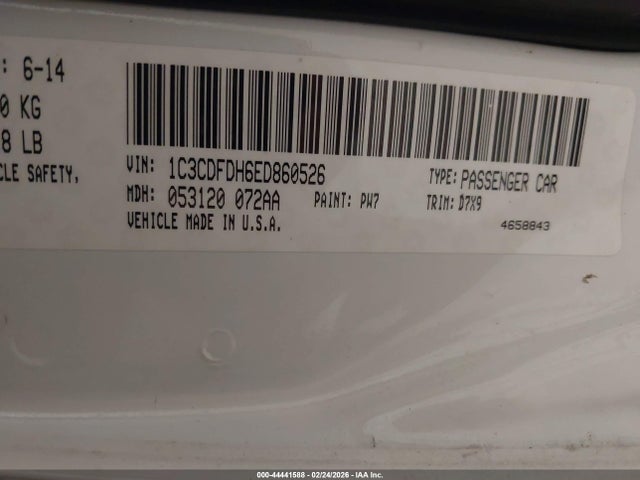 : 6-14
0 KG
8 LB
CLE SAFETY,
VIN: 1C3CDFDH6ED860526
TYPE: PASSENGER CAR
MDH: 053120 072AA
PAINT: PW7
TRIM: D7X9
VEHICLE MADE IN U.S.A.
4658843
000-44441588 - 02/24/2026 - IAA Inc.